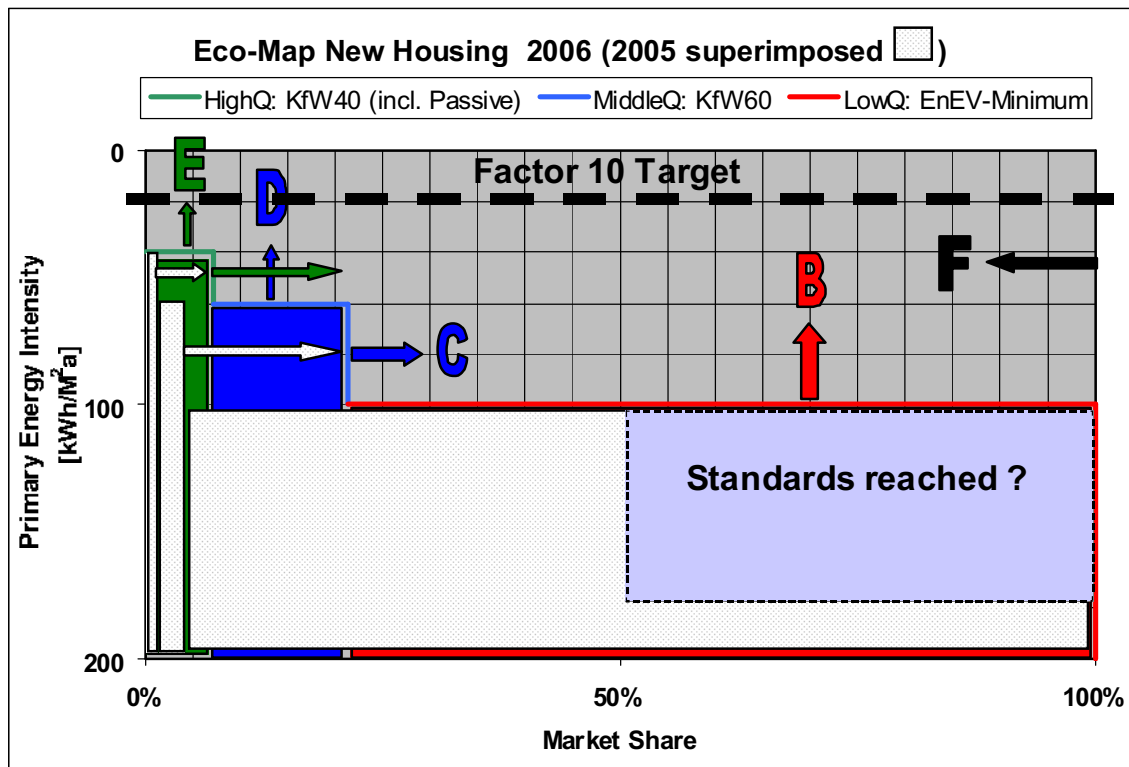 Eco-Map New Housing 2006 (2005 superimposed )
HighQ: KfW40 (incl. Passive) MiddleQ: KfW60 LowQ: EnEV-Minimum
E
D
Factor 10 Target
B
F
C
Standards reached ?
0
100
200
Primary Energy Intensity
[kWh/M²a]
0% 50% 100%
Market Share